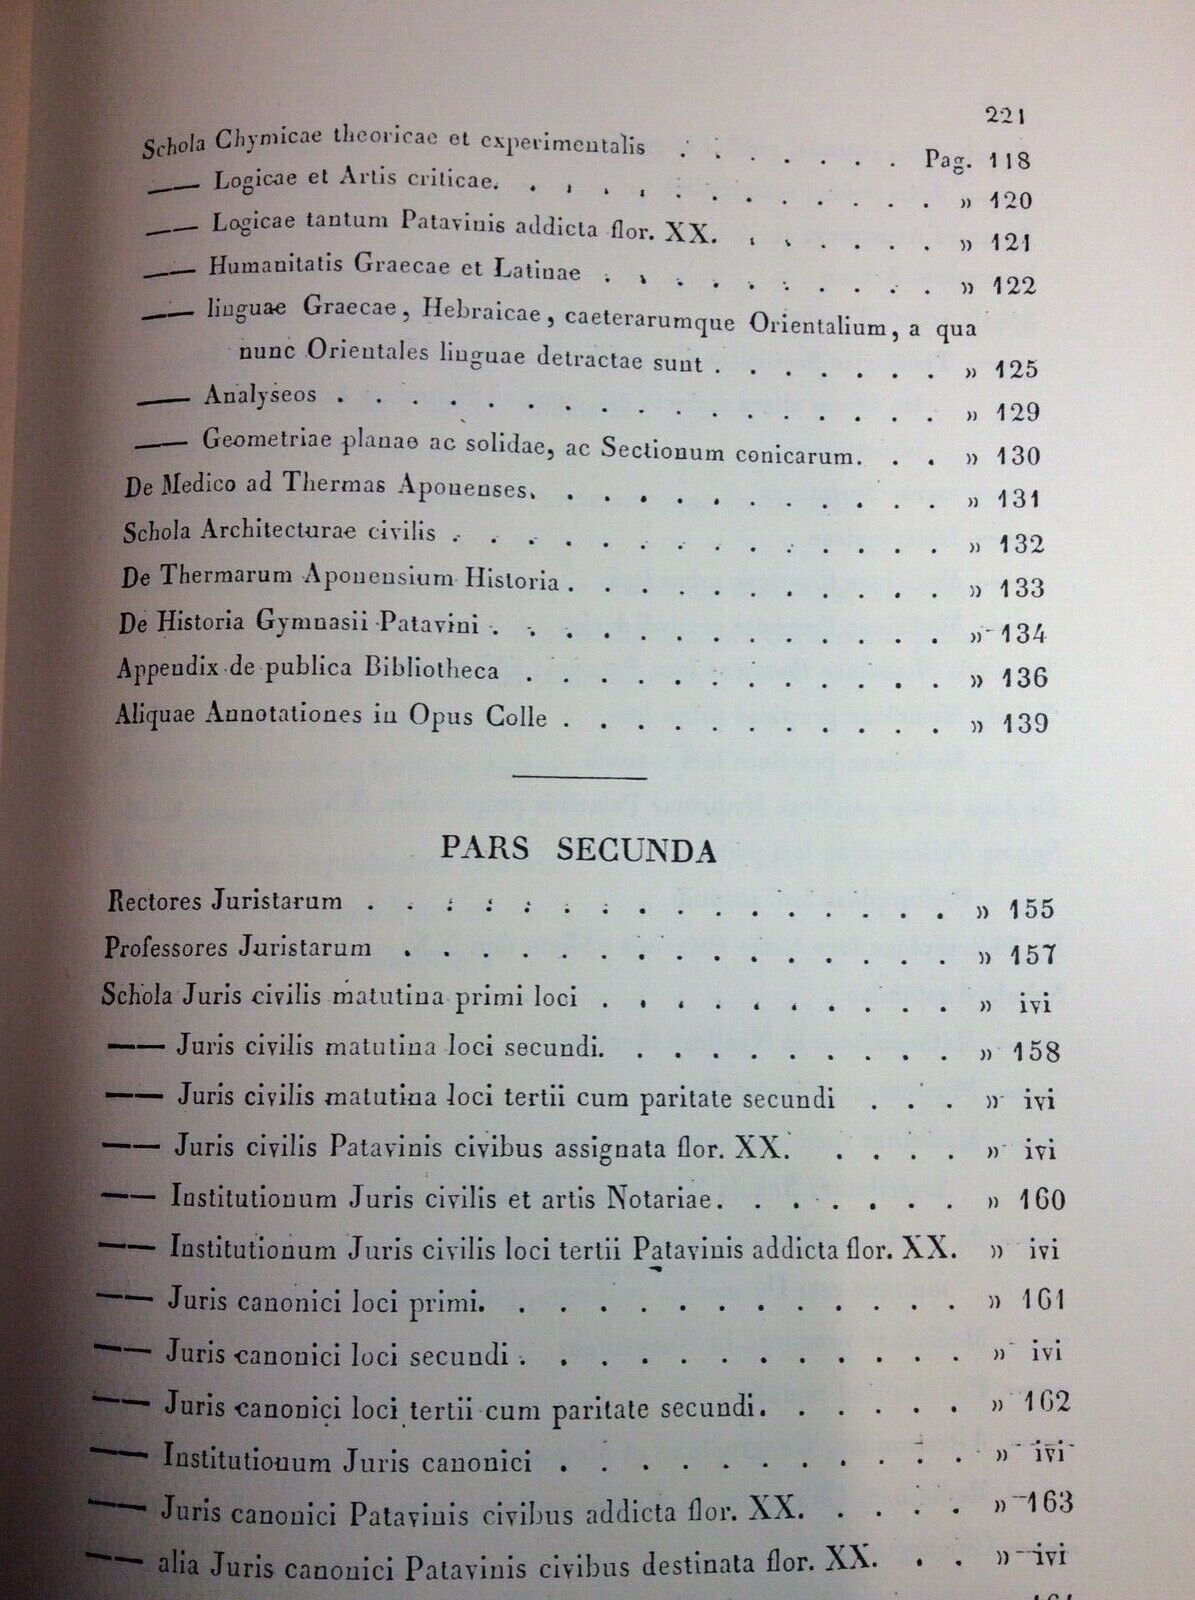 221
Schola Chymicae theoricae et experimentalis . . . . . . . Pag. 118
—— Logicae et Artis criticae. . . . . . . . . . . . . » 120
—— Logicae tantum Patavinis addicta flor. XX. . . . . . . » 121
—— Humanitatis Graecae et Latinae . . . . . . . . . . » 122
—— linguae Graecae, Hebraicae, caeterarumque Orientalium, a qua
nunc Orientales linguae detractae sunt . . . . . . . » 125
—— Analyseos . . . . . . . . . . . . . . . . . » 129
—— Geometriae planae ac solidae, ac Sectionum conicarum. . . » 130
De Medico ad Thermas Aponenses. . . . . . . . . . . . » 131
Schola Architecturae civilis . . . . . . . . . . . . . » 132
De Thermarum Aponensium Historia . . . . . . . . . . . » 133
De Historia Gymnasii Patavini . . . . . . . . . . . . » 134
Appendix de publica Bibliotheca . . . . . . . . . . . . » 136
Aliquae Annotationes in Opus Colle . . . . . . . . . . . » 139
PARS SECUNDA
Rectores Juristarum . . . . . . . . . . . . . . . . » 155
Professores Juristarum . . . . . . . . . . . . . . . » 157
Schola Juris civilis matutina primi loci . . . . . . . . . . » ivi
—— Juris civilis matutina loci secundi. . . . . . . . . . » 158
—— Juris civilis matutina loci tertii cum paritate secundi . . . » ivi
—— Juris civilis Patavinis civibus assignata flor. XX. . . . . » ivi
—— Institutionum Juris civilis et artis Notariae. . . . . . . » 160
—— Institutionum Juris civilis loci tertii Patavinis addicta flor. XX. » ivi
—— Juris canonici loci primi. . . . . . . . . . . . . » 161
—— Juris canonici loci secundi . . . . . . . . . . . . » ivi
—— Juris canonici loci tertii cum paritate secundi. . . . . . » 162
—— Institutionum Juris canonici . . . . . . . . . . . » ivi
—— Juris canonici Patavinis civibus addicta flor. XX. . . . . » 163
—— alia Juris canonici Patavinis civibus destinata flor. XX. . . » ivi